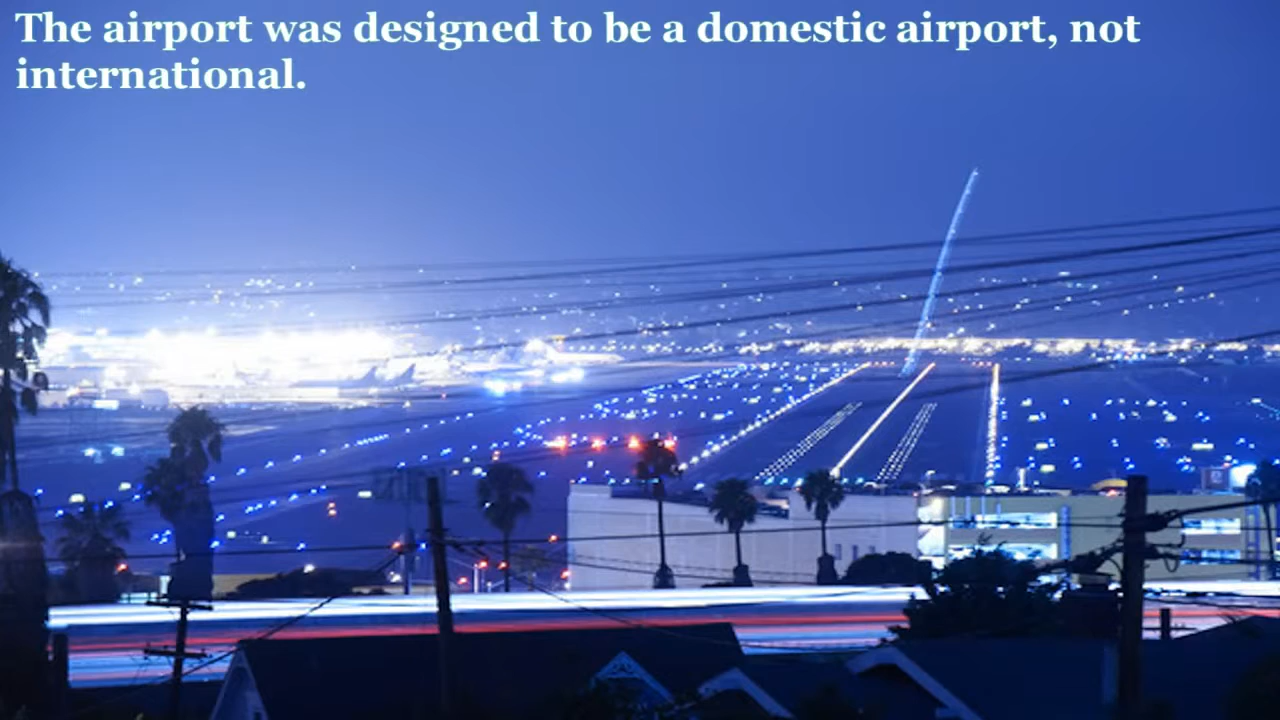 The airport was designed to be a domestic airport, not
international.